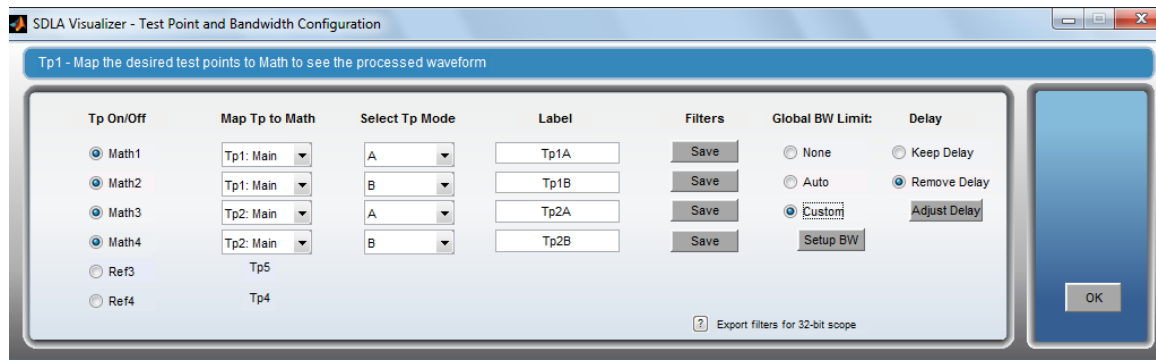 SDLA Visualizer - Test Point and Bandwidth Configuration
Tp1 - Map the desired test points to Math to see the processed waveform
Tp On/Off Map Tp to Math Select Tp Mode Label Filters Global BW Limit: Delay
Math1 Tp1: Main A Tp1A Save None Keep Delay
Math2 Tp1: Main B Tp1B Save Auto Remove Delay
Math3 Tp2: Main A Tp2A Save Custom Adjust Delay
Math4 Tp2: Main B Tp2B Save Setup BW
Ref3 Tp5
Ref4 Tp4
OK
? Export filters for 32-bit scope